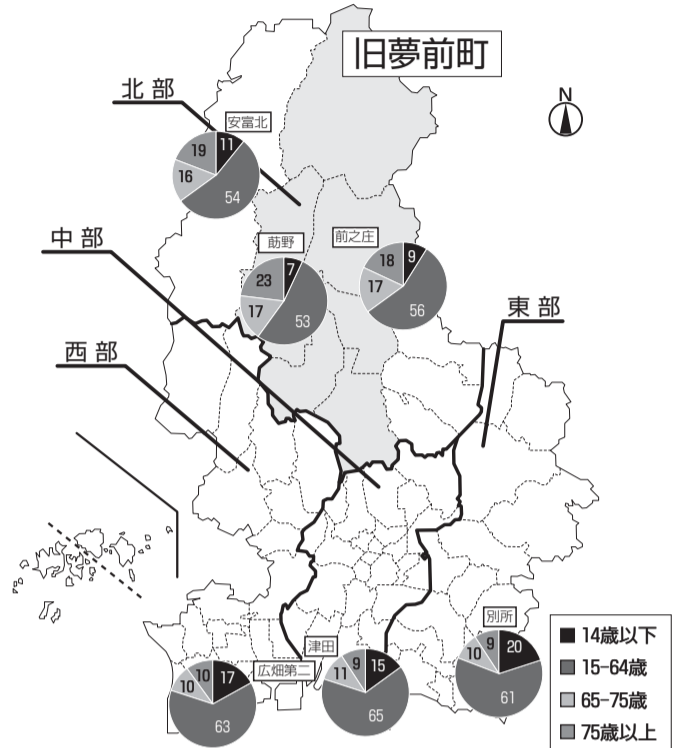 旧夢前町
N
北部
安富北
11
54
16
19
中部
莇野
7
53
17
23
前之庄
9
56
17
18
東部
西部
別所
20
61
10
9
津田
15
65
11
9
広畑第二
17
63
10
10
14歳以下
15-64歳
65-75歳
75歳以上